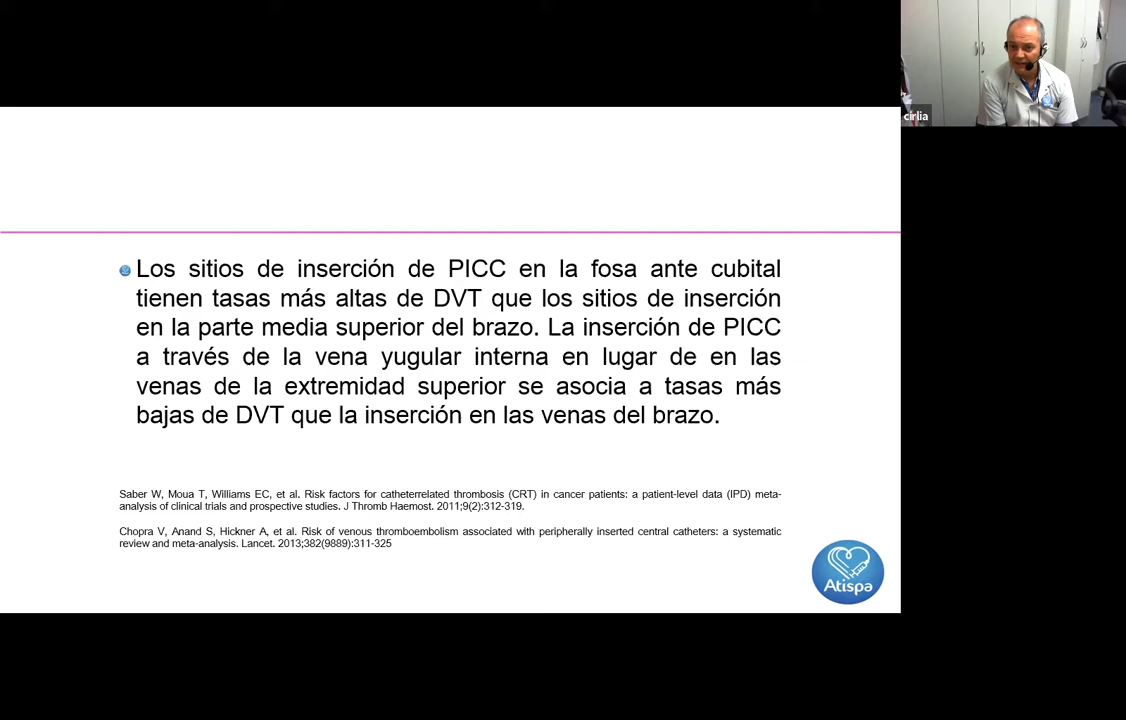 círlia
Los sitios de inserción de PICC en la fosa ante cubital
tienen tasas más altas de DVT que los sitios de inserción
en la parte media superior del brazo. La inserción de PICC
a través de la vena yugular interna en lugar de en las
venas de la extremidad superior se asocia a tasas más
bajas de DVT que la inserción en las venas del brazo.
Saber W, Moua T, Williams EC, et al. Risk factors for catheterrelated thrombosis (CRT) in cancer patients: a patient-level data (IPD) meta-
analysis of clinical trials and prospective studies. J Thromb Haemost. 2011;9(2):312-319.
Chopra V, Anand S, Hickner A, et al. Risk of venous thromboembolism associated with peripherally inserted central catheters: a systematic
review and meta-analysis. Lancet. 2013;382(9889):311-325
Atispa